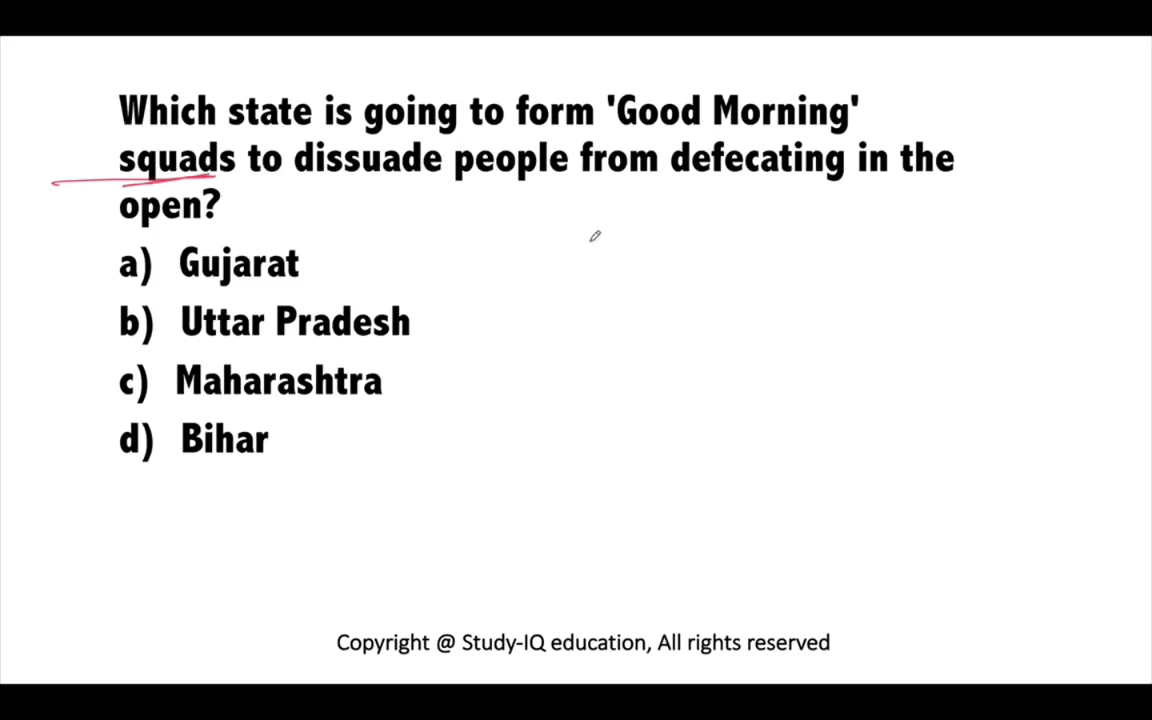 Which state is going to form 'Good Morning'
squads to dissuade people from defecating in the
open?
a) Gujarat
b) Uttar Pradesh
c) Maharashtra
d) Bihar
Copyright @ Study-IQ education, All rights reserved